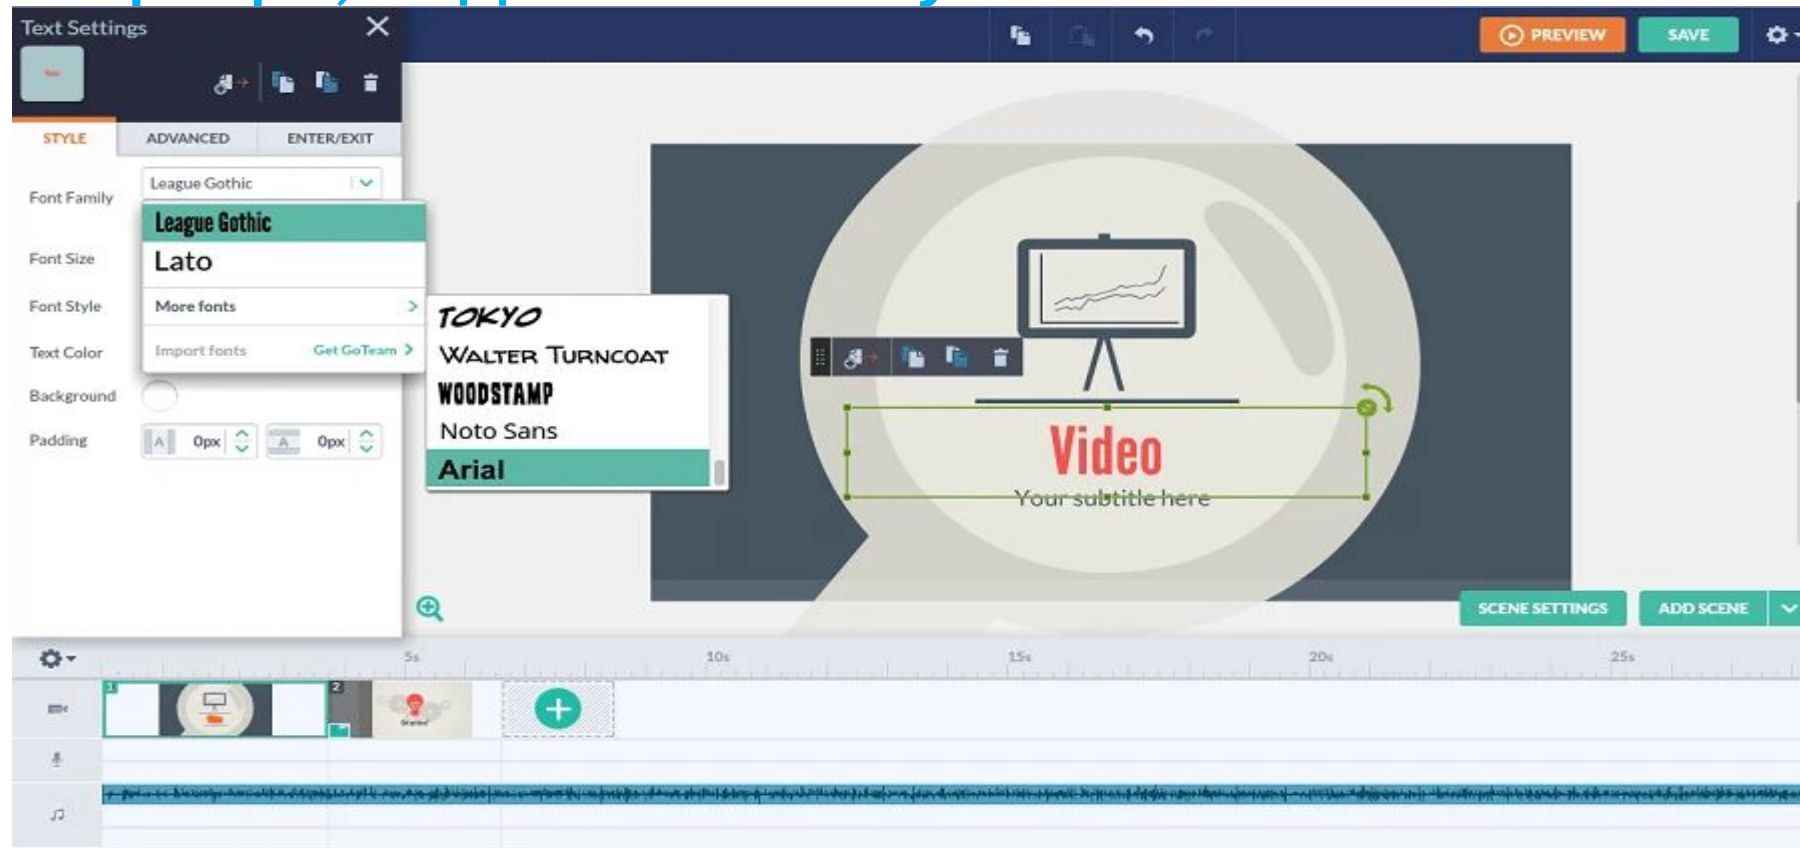 Text Settings
PREVIEW
SAVE
STYLE
ADVANCED
ENTER/EXIT
Font Family
League Gothic
League Gothic
Lato
Font Size
Font Style
More fonts
Text Color
Import fonts
Get GoTeam
Background
Padding
A 0px
A 0px
TOKYO
WALTER TURNCOAT
WOODSTAMP
Noto Sans
Arial
Video
Your subtitle here
SCENE SETTINGS
ADD SCENE
5s
10s
15s
20s
25s
1
2